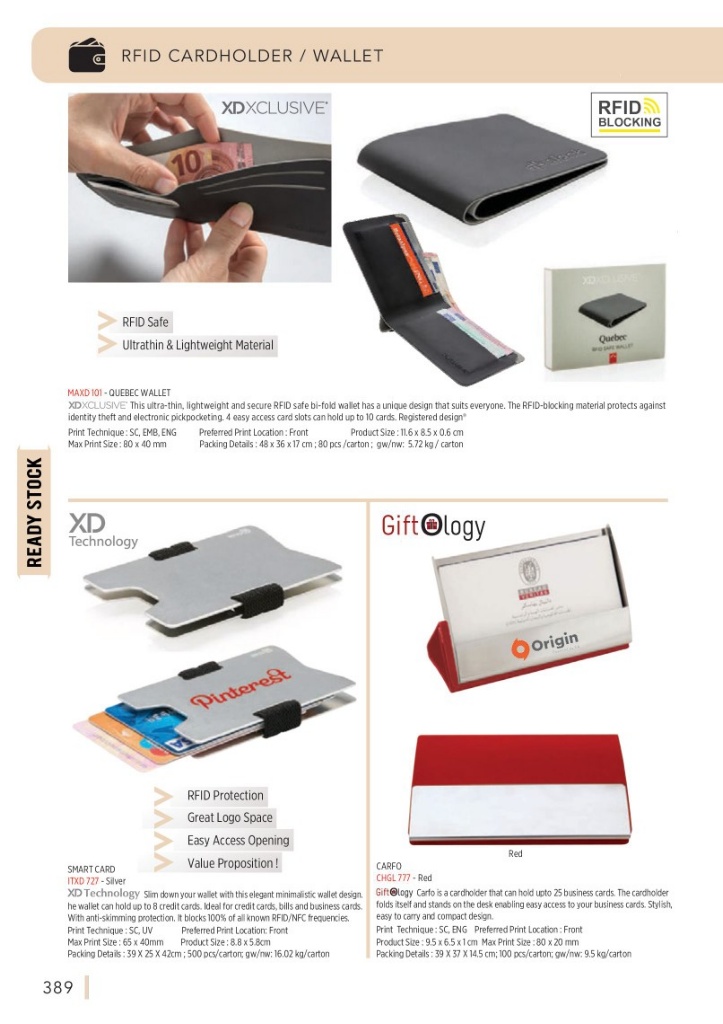 RFID CARDHOLDER / WALLET
XDXCLUSIVE®
10
RFID
BLOCKING
XDXCLUSIVE
Quebec
RFID SAFE WALLET
RFID Safe
Ultrathin & Lightweight Material
MAXD 101 - QUEBEC WALLET
XDXCLUSIVE® This ultra-thin, lightweight and secure RFID safe bi-fold wallet has a unique design that suits everyone. The RFID-blocking material protects against
identity theft and electronic pickpocketing. 4 easy access card slots can hold up to 10 cards. Registered design®
Print Technique : SC, EMB, ENG Preferred Print Location : Front Product Size : 11.6 x 8.5 x 0.6 cm
Max Print Size : 80 x 40 mm Packing Details : 48 x 36 x 17 cm ; 80 pcs /carton ; gw/nw: 5.72 kg / carton
READY STOCK
XD
Technology
Pinterest
RFID Protection
Great Logo Space
Easy Access Opening
Value Proposition !
SMART CARD
ITXD 727 - Silver
XD Technology Slim down your wallet with this elegant minimalistic wallet design.
he wallet can hold up to 8 credit cards. Ideal for credit cards, bills and business cards.
With anti-skimming protection. It blocks 100% of all known RFID/NFC frequencies.
Print Technique : SC, UV Preferred Print Location: Front
Max Print Size : 65 x 40mm Product Size : 8.8 x 5.8cm
Packing Details : 39 X 25 X 42cm ; 500 pcs/carton; gw/nw: 16.02 kg/carton
GiftOlogy
BUREAU
VERITAS
Origin
Red
CARFO
CHGL 777 - Red
GiftOlogy Carfo is a cardholder that can hold upto 25 business cards. The cardholder
folds itself and stands on the desk enabling easy access to your business cards. Stylish,
easy to carry and compact design.
Print Technique : SC, ENG Preferred Print Location : Front
Product Size : 9.5 x 6.5 x 1 cm Max Print Size : 80 x 20 mm
Packing Details : 39 X 37 X 14.5 cm; 100 pcs/carton; gw/nw: 9.5 kg/carton
389